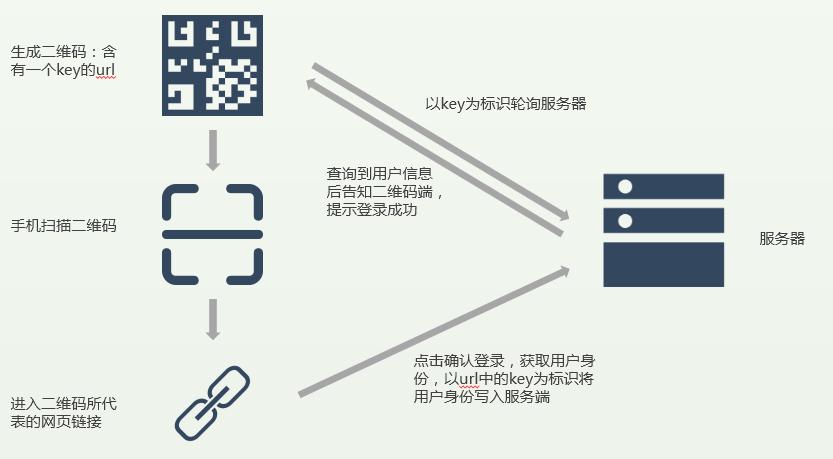 生成二维码：含
有一个key的url
以key为标识轮询服务器
查询到用户信息
后告知二维码端，
提示登录成功
手机扫描二维码
服务器
点击确认登录，获取用户身
份，以url中的key为标识将
用户身份写入服务端
进入二维码所代
表的网页链接